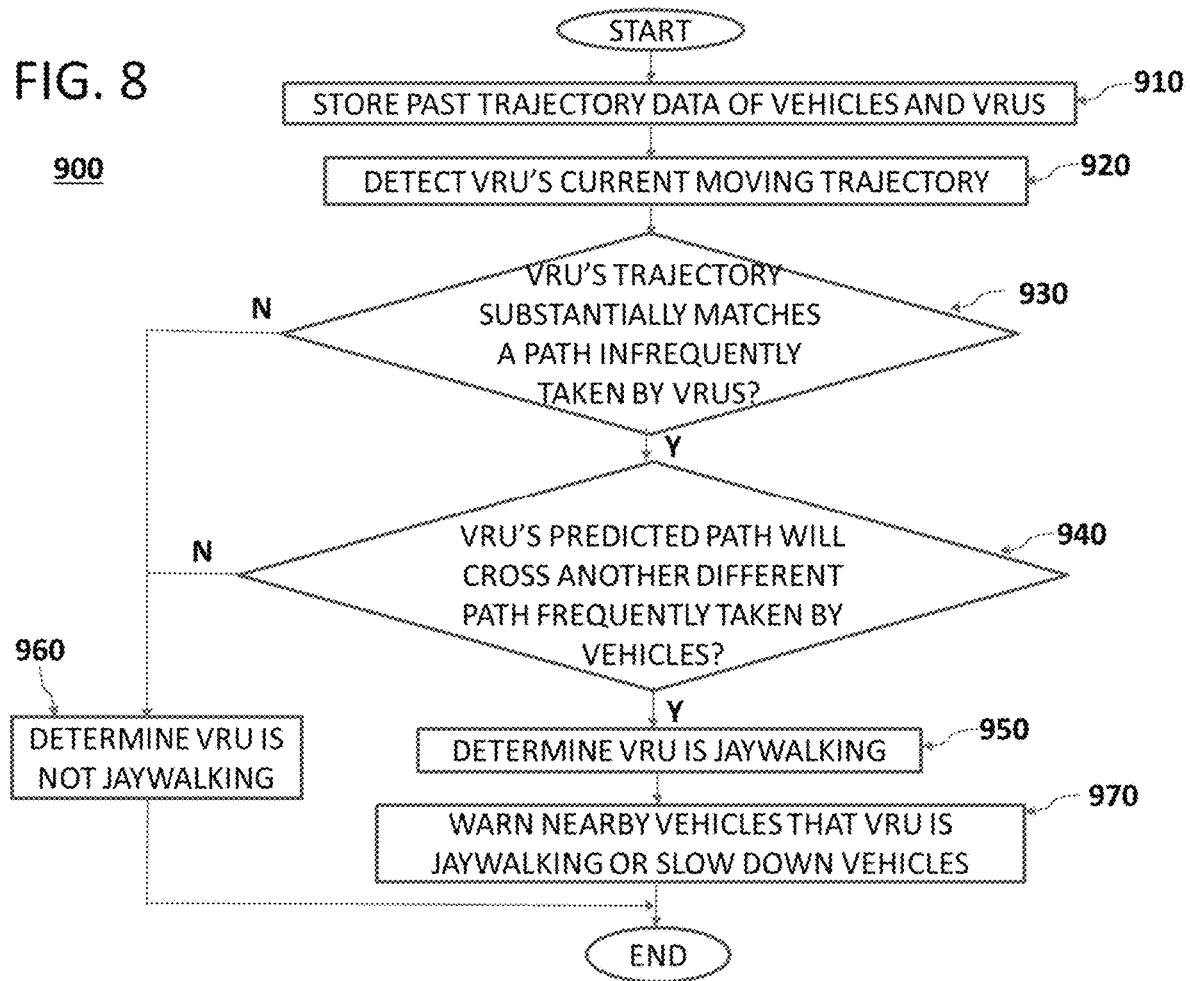 START
FIG. 8
910
STORE PAST TRAJECTORY DATA OF VEHICLES AND VRUS
900
920
DETECT VRU'S CURRENT MOVING TRAJECTORY
930
N
VRU'S TRAJECTORY
SUBSTANTIALLY MATCHES
A PATH INFREQUENTLY
TAKEN BY VRUS?
Y
940
N
VRU'S PREDICTED PATH WILL
CROSS ANOTHER DIFFERENT
PATH FREQUENTLY TAKEN BY
VEHICLES?
960
Y
DETERMINE VRU IS
NOT JAYWALKING
950
DETERMINE VRU IS JAYWALKING
970
WARN NEARBY VEHICLES THAT VRU IS
JAYWALKING OR SLOW DOWN VEHICLES
END